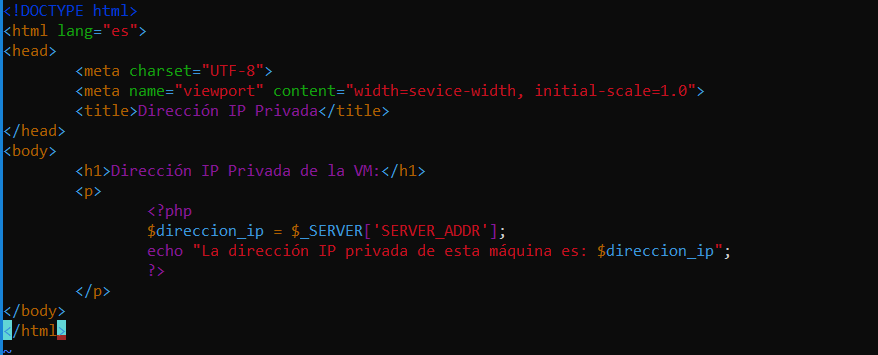 <!DOCTYPE html>
<html lang="es">
<head>
        <meta charset="UTF-8">
        <meta name="viewport" content="width=sevice-width, initial-scale=1.0">
        <title>Dirección IP Privada</title>
</head>
<body>
        <h1>Dirección IP Privada de la VM:</h1>
        <p>
                <?php
                $direccion_ip = $_SERVER['SERVER_ADDR'];
                echo "La dirección IP privada de esta máquina es: $direccion_ip";
                ?>
        </p>
</body>
</html>
~